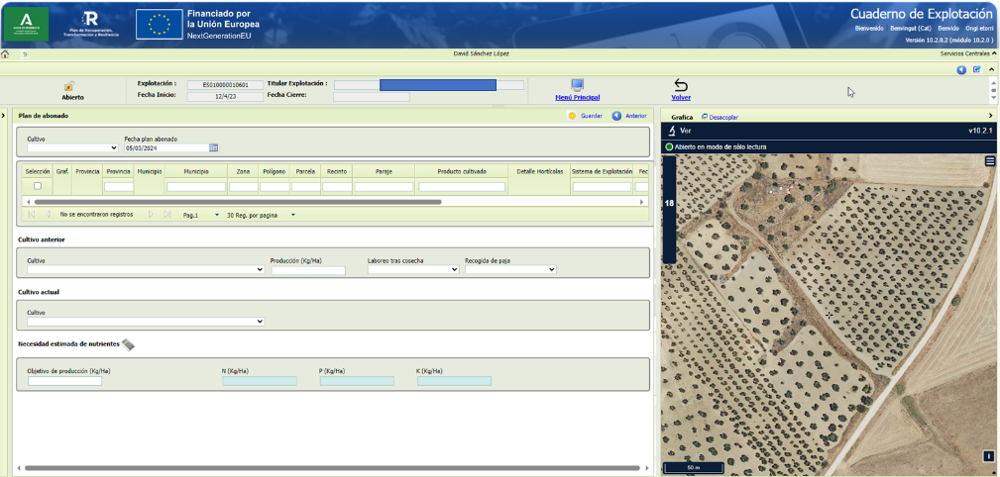 Plan de Recuperación,
Transformación y Resiliencia
Financiado por
la Unión Europea
NextGenerationEU
Cuaderno de Explotación
Bienvenido Benvingut (Cat) Benvido Ongi etorri
Versión 10.2.0.2 (módulo 10.2.0 )
David Sánchez López
Servicios Centrales
Abierto
Explotación :
ES010000010601
Titular Explotación :
Fecha Inicio:
12/4/23
Fecha Cierre:
Menú Principal
Volver
Plan de abonado
Guardar
Anterior
Cultivo
Fecha plan abonado
05/03/2024
Selección Graf. Provincia Provincia Municipio Municipio Zona Polígono Parcela Recinto Paraje Producto cultivado Detalle Hortícolas Sistema de Explotación Fec
No se encontraron registros
Pag.1
30 Reg. por pagina
Cultivo anterior
Cultivo
Producción (Kg/Ha)
Laboreo tras cosecha
Recogida de paja
Cultivo actual
Cultivo
Necesidad estimada de nutrientes
Objetivo de producción (Kg/Ha)
N (Kg/Ha)
P (Kg/Ha)
K (Kg/Ha)
Grafica
Desacoplar
Ver
v10.2.1
Abierto en modo de sólo lectura
18
50 m